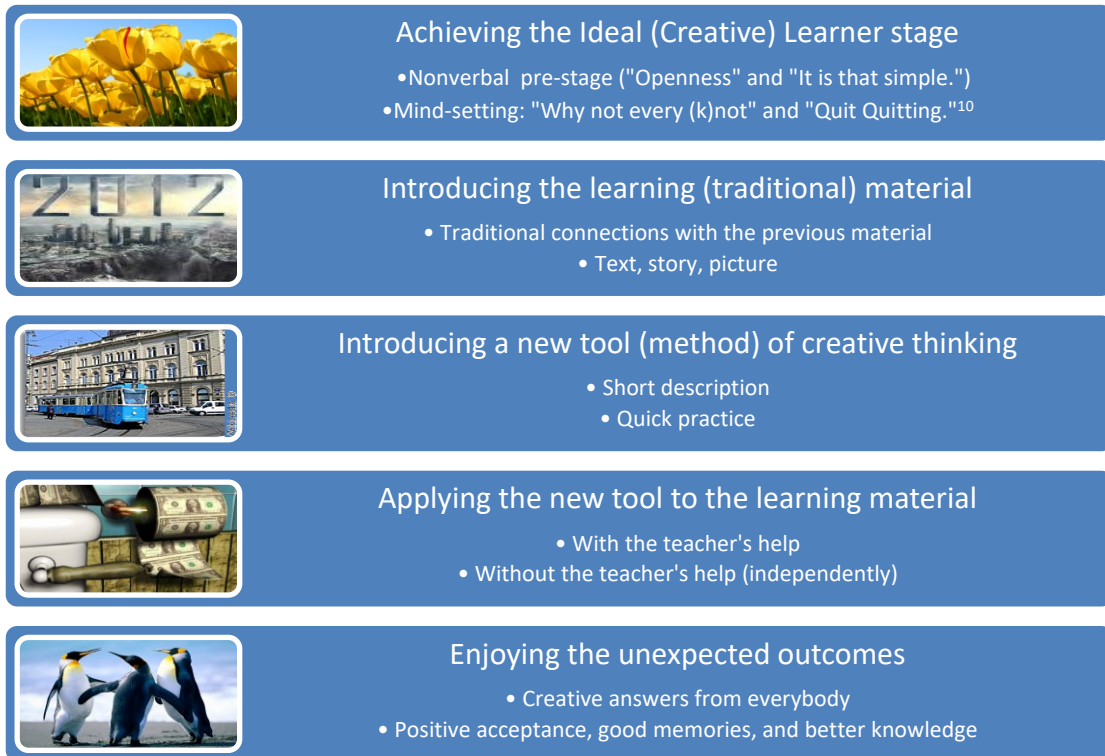 Achieving the Ideal (Creative) Learner stage
•Nonverbal pre-stage ("Openness" and "It is that simple.")
•Mind-setting: "Why not every (k)not" and "Quit Quitting."10
2012
Introducing the learning (traditional) material
• Traditional connections with the previous material
• Text, story, picture
Introducing a new tool (method) of creative thinking
• Short description
• Quick practice
Applying the new tool to the learning material
• With the teacher's help
• Without the teacher's help (independently)
Enjoying the unexpected outcomes
• Creative answers from everybody
• Positive acceptance, good memories, and better knowledge